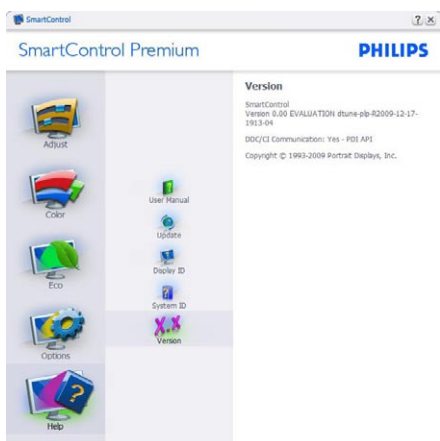 SmartControl
? x
SmartControl Premium
PHILIPS
Adjust
Color
Eco
Options
Help
User Manual
Update
Display ID
System ID
X.X
Version
Version
SmartControl
Version 0.00 EVALUATION dtune-plp-R2009-12-17-
1913-04
DDC/CI Communication: Yes - PDI API
Copyright © 1993-2009 Portrait Displays, Inc.